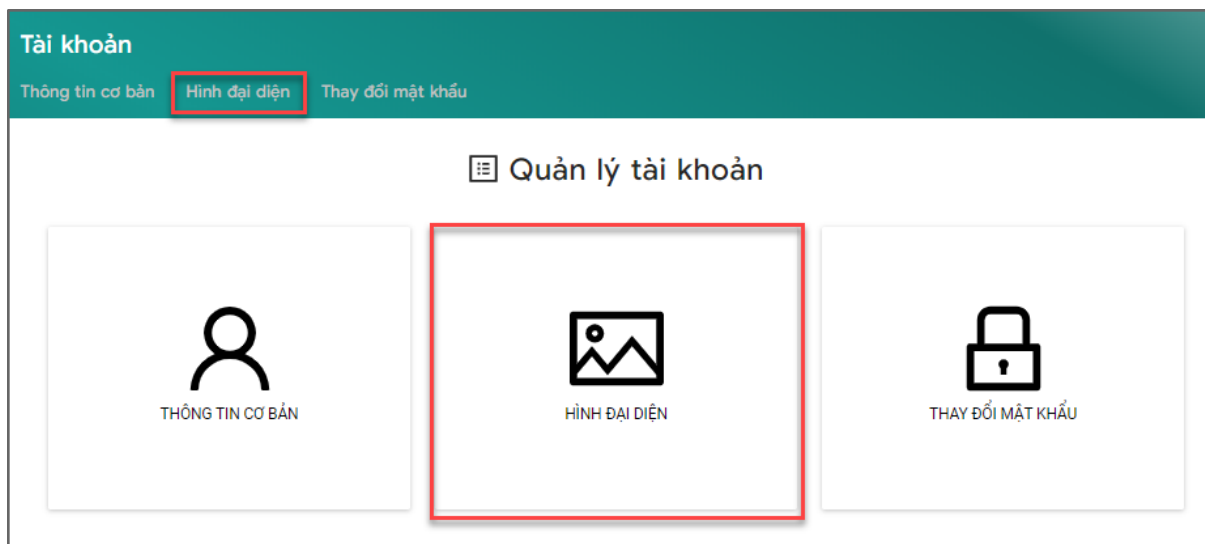 Tài khoản
Thông tin cơ bản Hình đại diện Thay đổi mật khẩu
Quản lý tài khoản
THÔNG TIN CƠ BẢN HÌNH ĐẠI DIỆN THAY ĐỔI MẬT KHẨU